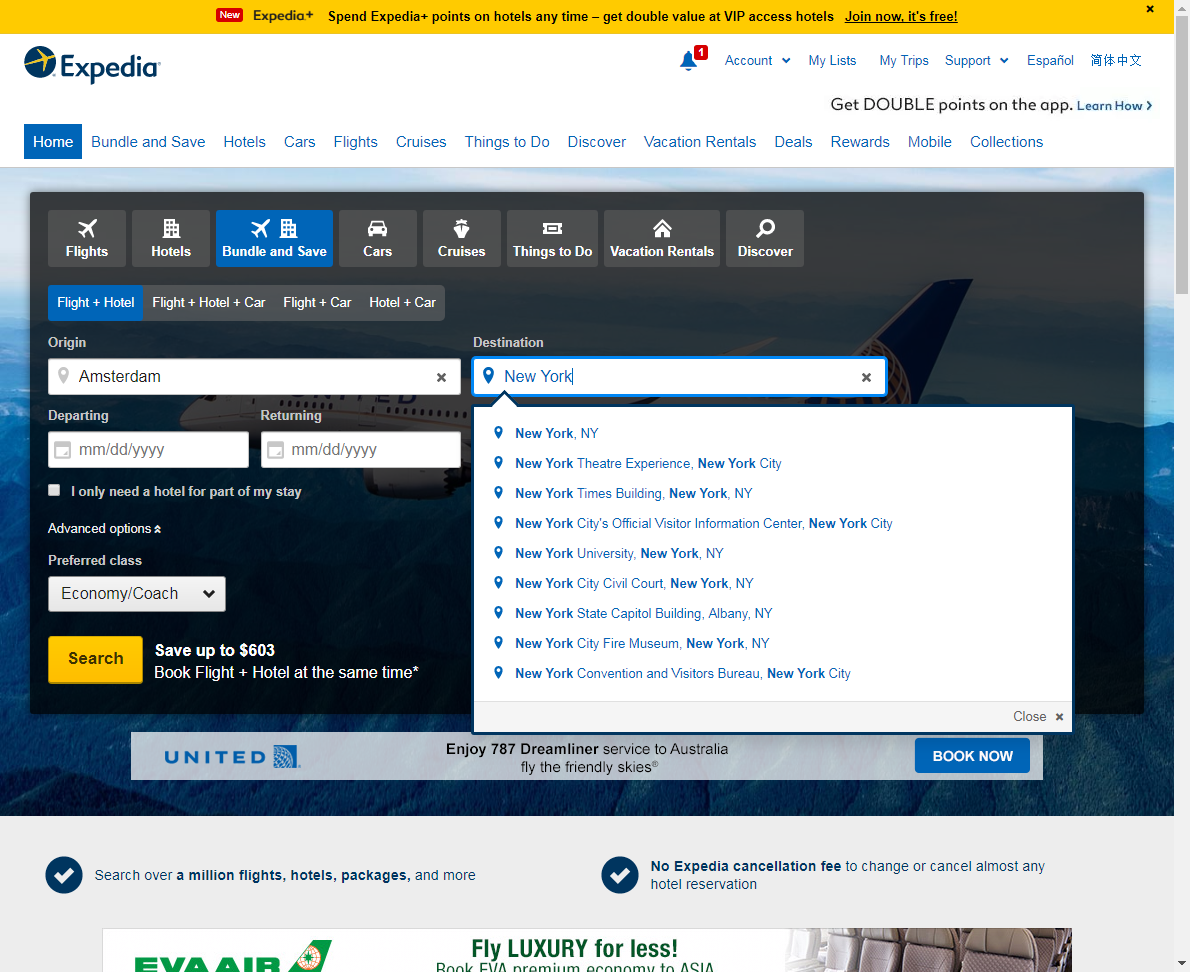 New Expedia+ Spend Expedia+ points on hotels any time – get double value at VIP access hotels Join now, it's free!
Expedia
1 Account My Lists My Trips Support Español 简体中文
Get DOUBLE points on the app. Learn How
Home Bundle and Save Hotels Cars Flights Cruises Things to Do Discover Vacation Rentals Deals Rewards Mobile Collections
Flights Hotels Bundle and Save Cars Cruises Things to Do Vacation Rentals Discover
Flight + Hotel Flight + Hotel + Car Flight + Car Hotel + Car
Origin Destination
Amsterdam New York
Departing Returning
mm/dd/yyyy mm/dd/yyyy
I only need a hotel for part of my stay
Advanced options
Preferred class
Economy/Coach
Search Save up to $603
Book Flight + Hotel at the same time*
New York, NY
New York Theatre Experience, New York City
New York Times Building, New York, NY
New York City's Official Visitor Information Center, New York City
New York University, New York, NY
New York City Civil Court, New York, NY
New York State Capitol Building, Albany, NY
New York City Fire Museum, New York, NY
New York Convention and Visitors Bureau, New York City
Close
UNITED Enjoy 787 Dreamliner service to Australia
fly the friendly skies® BOOK NOW
Search over a million flights, hotels, packages, and more
No Expedia cancellation fee to change or cancel almost any
hotel reservation
EVA AIR Fly LUXURY for less!
Book EVA premium economy to ASIA